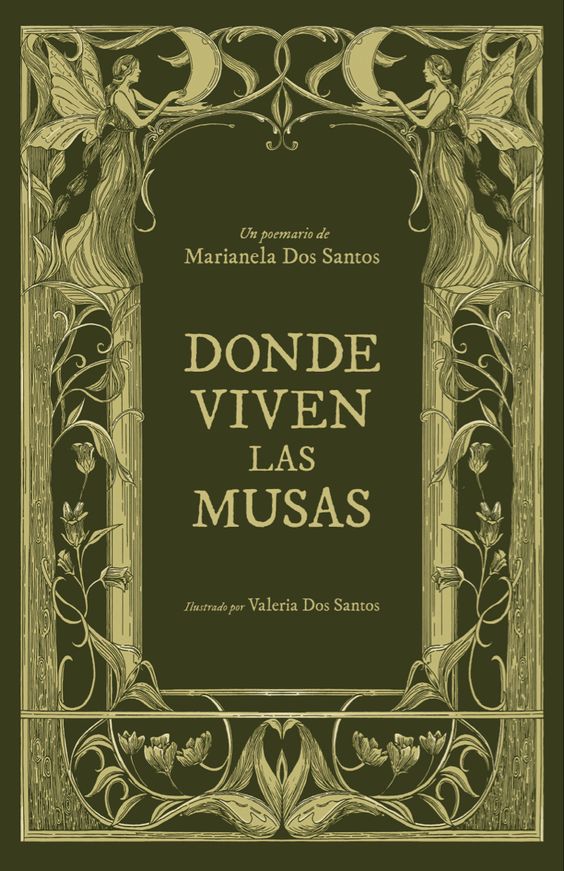 Un poemario de
Marianela Dos Santos
DONDE
VIVEN
LAS
MUSAS
Ilustrado por Valeria Dos Santos